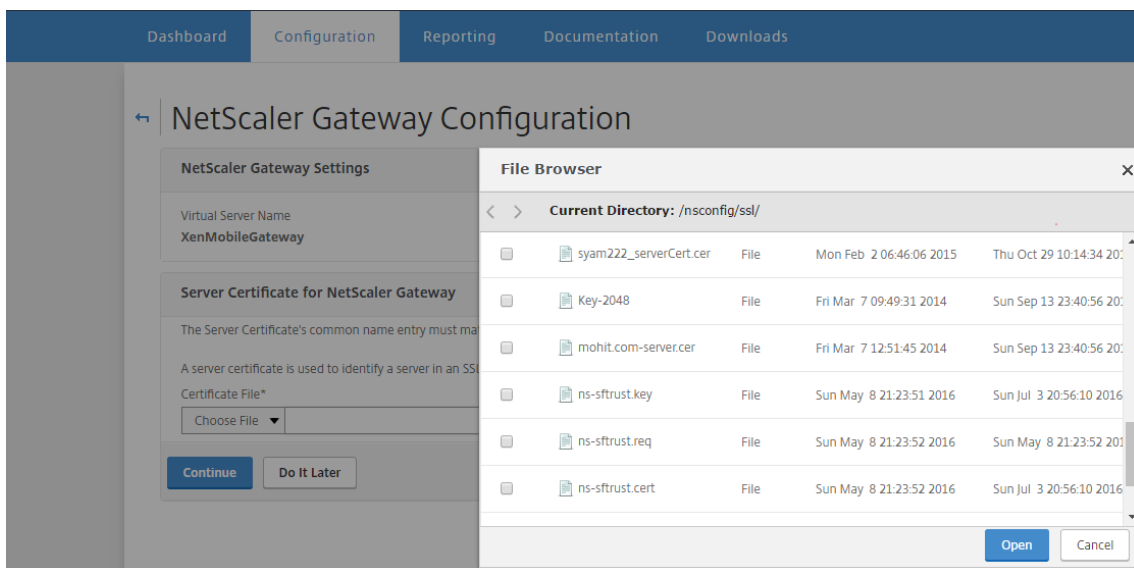 Dashboard Configuration Reporting Documentation Downloads
NetScaler Gateway Configuration
NetScaler Gateway Settings
Virtual Server Name
XenMobileGateway
Server Certificate for NetScaler Gateway
The Server Certificate's common name entry must
A server certificate is used to identify a server in an
Certificate File*
Choose File
Continue Do It Later
File Browser
Current Directory: /nsconfig/ssl/
syam222_serverCert.cer File Mon Feb 2 06:46:06 2015 Thu Oct 29 10:14:34
Key-2048 File Fri Mar 7 09:49:31 2014 Sun Sep 13 23:40:56
mohit.com-server.cer File Fri Mar 7 12:51:45 2014 Sun Sep 13 23:40:56
ns-sftrust.key File Sun May 8 21:23:51 2016 Sun Jul 3 20:56:10 2016
ns-sftrust.req File Sun May 8 21:23:52 2016 Sun May 8 21:23:52
ns-sftrust.cert File Sun May 8 21:23:52 2016 Sun Jul 3 20:56:10 2016
Open Cancel